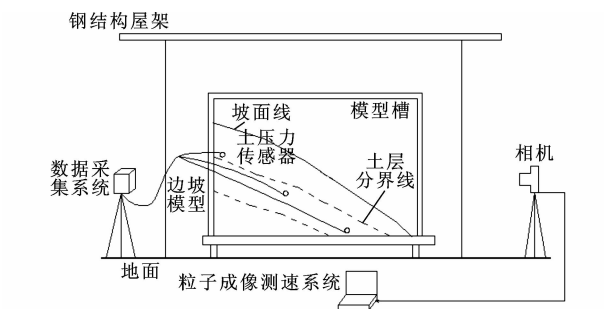 钢结构屋架
坡面线
模型槽
土压力
传感器
土层
分界线
相机
数据采
集系统
边坡
模型
地面
粒子成像测速系统